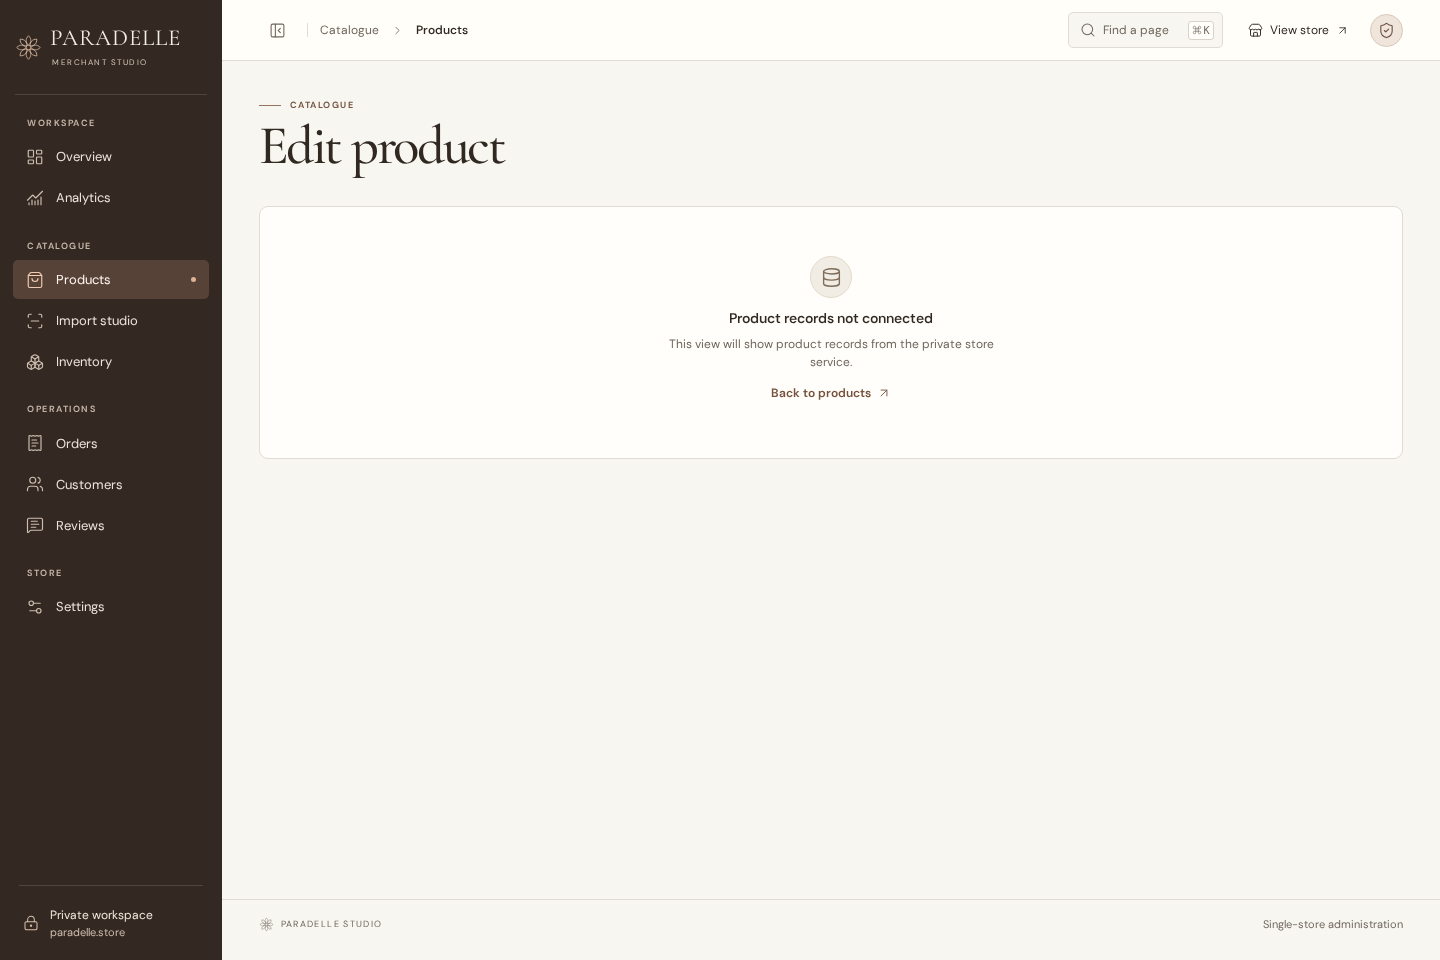 PARADELLE
MERCHANT STUDIO
WORKSPACE
Overview
Analytics
CATALOGUE
Products
Import studio
Inventory
OPERATIONS
Orders
Customers
Reviews
STORE
Settings
Private workspace
paradelle.store
Catalogue
Products
Find a page
⌘K
View store
CATALOGUE
Edit product
Product records not connected
This view will show product records from the private store
service.
Back to products
PARADELLE STUDIO
Single-store administration